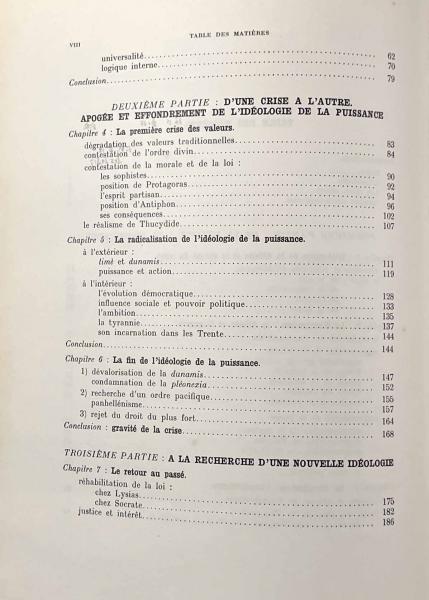 TABLE DES MATIÈRES
VIII
universalité 62
logique interne 70
Conclusion 79
DEUXIÈME PARTIE : D'UNE CRISE A L'AUTRE.
APOGÉE ET EFFONDREMENT DE L'IDÉOLOGIE DE LA PUISSANCE
Chapitre 4 : La première crise des valeurs.
dégradation des valeurs traditionnelles 83
contestation de l'ordre divin 84
contestation de la morale et de la loi :
les sophistes 90
position de Protagoras 92
l'esprit partisan 94
position d'Antiphon 96
ses conséquences 102
le réalisme de Thucydide 107
Chapitre 5 : La radicalisation de l'idéologie de la puissance.
à l'extérieur :
timè et dunamis 111
puissance et action 119
à l'intérieur :
l'évolution démocratique 128
influence sociale et pouvoir politique 133
l'ambition 135
la tyrannie 137
son incarnation dans les Trente 144
Conclusion 144
Chapitre 6 : La fin de l'idéologie de la puissance.
1) dévalorisation de la dunamis 147
condamnation de la pléonexia 152
2) recherche d'un ordre pacifique 155
panhellénisme 157
3) rejet du droit du plus fort 164
Conclusion : gravité de la crise 168
TROISIÈME PARTIE : A LA RECHERCHE D'UNE NOUVELLE IDÉOLOGIE
Chapitre 7 : Le retour au passé.
réhabilitation de la loi :
chez Lysias 175
chez Socrate 182
justice et intérêt 186